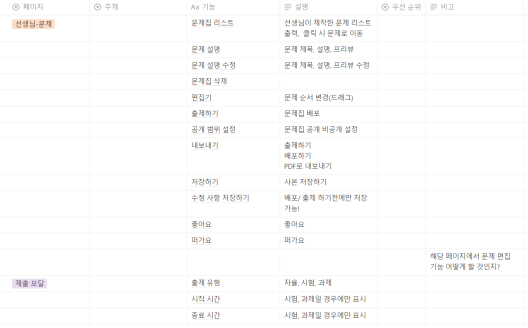 페이지 주제 Aa 기능 설명 우선 순위 비고
선생님-문제 문제집 리스트 선생님이 제작한 문제 리스트
출력, 클릭 시 문제로 이동
문제 설명 문제 제목, 설명, 프리뷰
문제 설명 수정 문제 제목, 설명, 프리뷰 수정
문제집 삭제
편집기 문제 순서 변경(드래그)
출제하기 문제집 배포
공개 범위 설정 문제집 공개 비공개 설정
내보내기 출제하기
배포하기
PDF로 내보내기
저장하기 사본 저장하기
수정 사항 저장하기 배포/ 출제 하기전에만 저장
가능!
좋아요 좋아요
퍼가요 퍼가요
해당 페이지에서 문제 편집
기능 어떻게 할 것인지?
제출 모달 출제 유형 자율, 시험, 과제
시작 시간 시험, 과제일 경우에만 표시
종료 시간 시험, 과제일 경우에만 표시